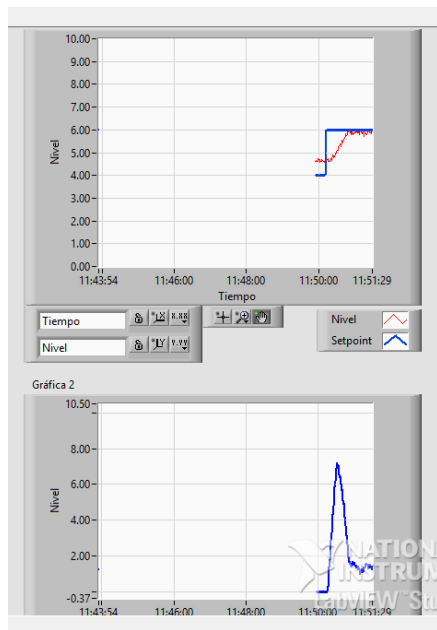 10.00
9.00
8.00
7.00
6.00
5.00
4.00
3.00
2.00
1.00
0.00
Nivel
11:43:54 11:46:00 11:48:00 11:50:00 11:51:29
Tiempo
Tiempo
Nivel
Nivel
Setpoint
Gráfica 2
10.50
8.00
6.00
4.00
2.00
-0.37
Nivel
11:43:54 11:46:00 11:48:00 11:50:00 11:51:29
NATION
INSTRUM
LabVIEW™ Stu